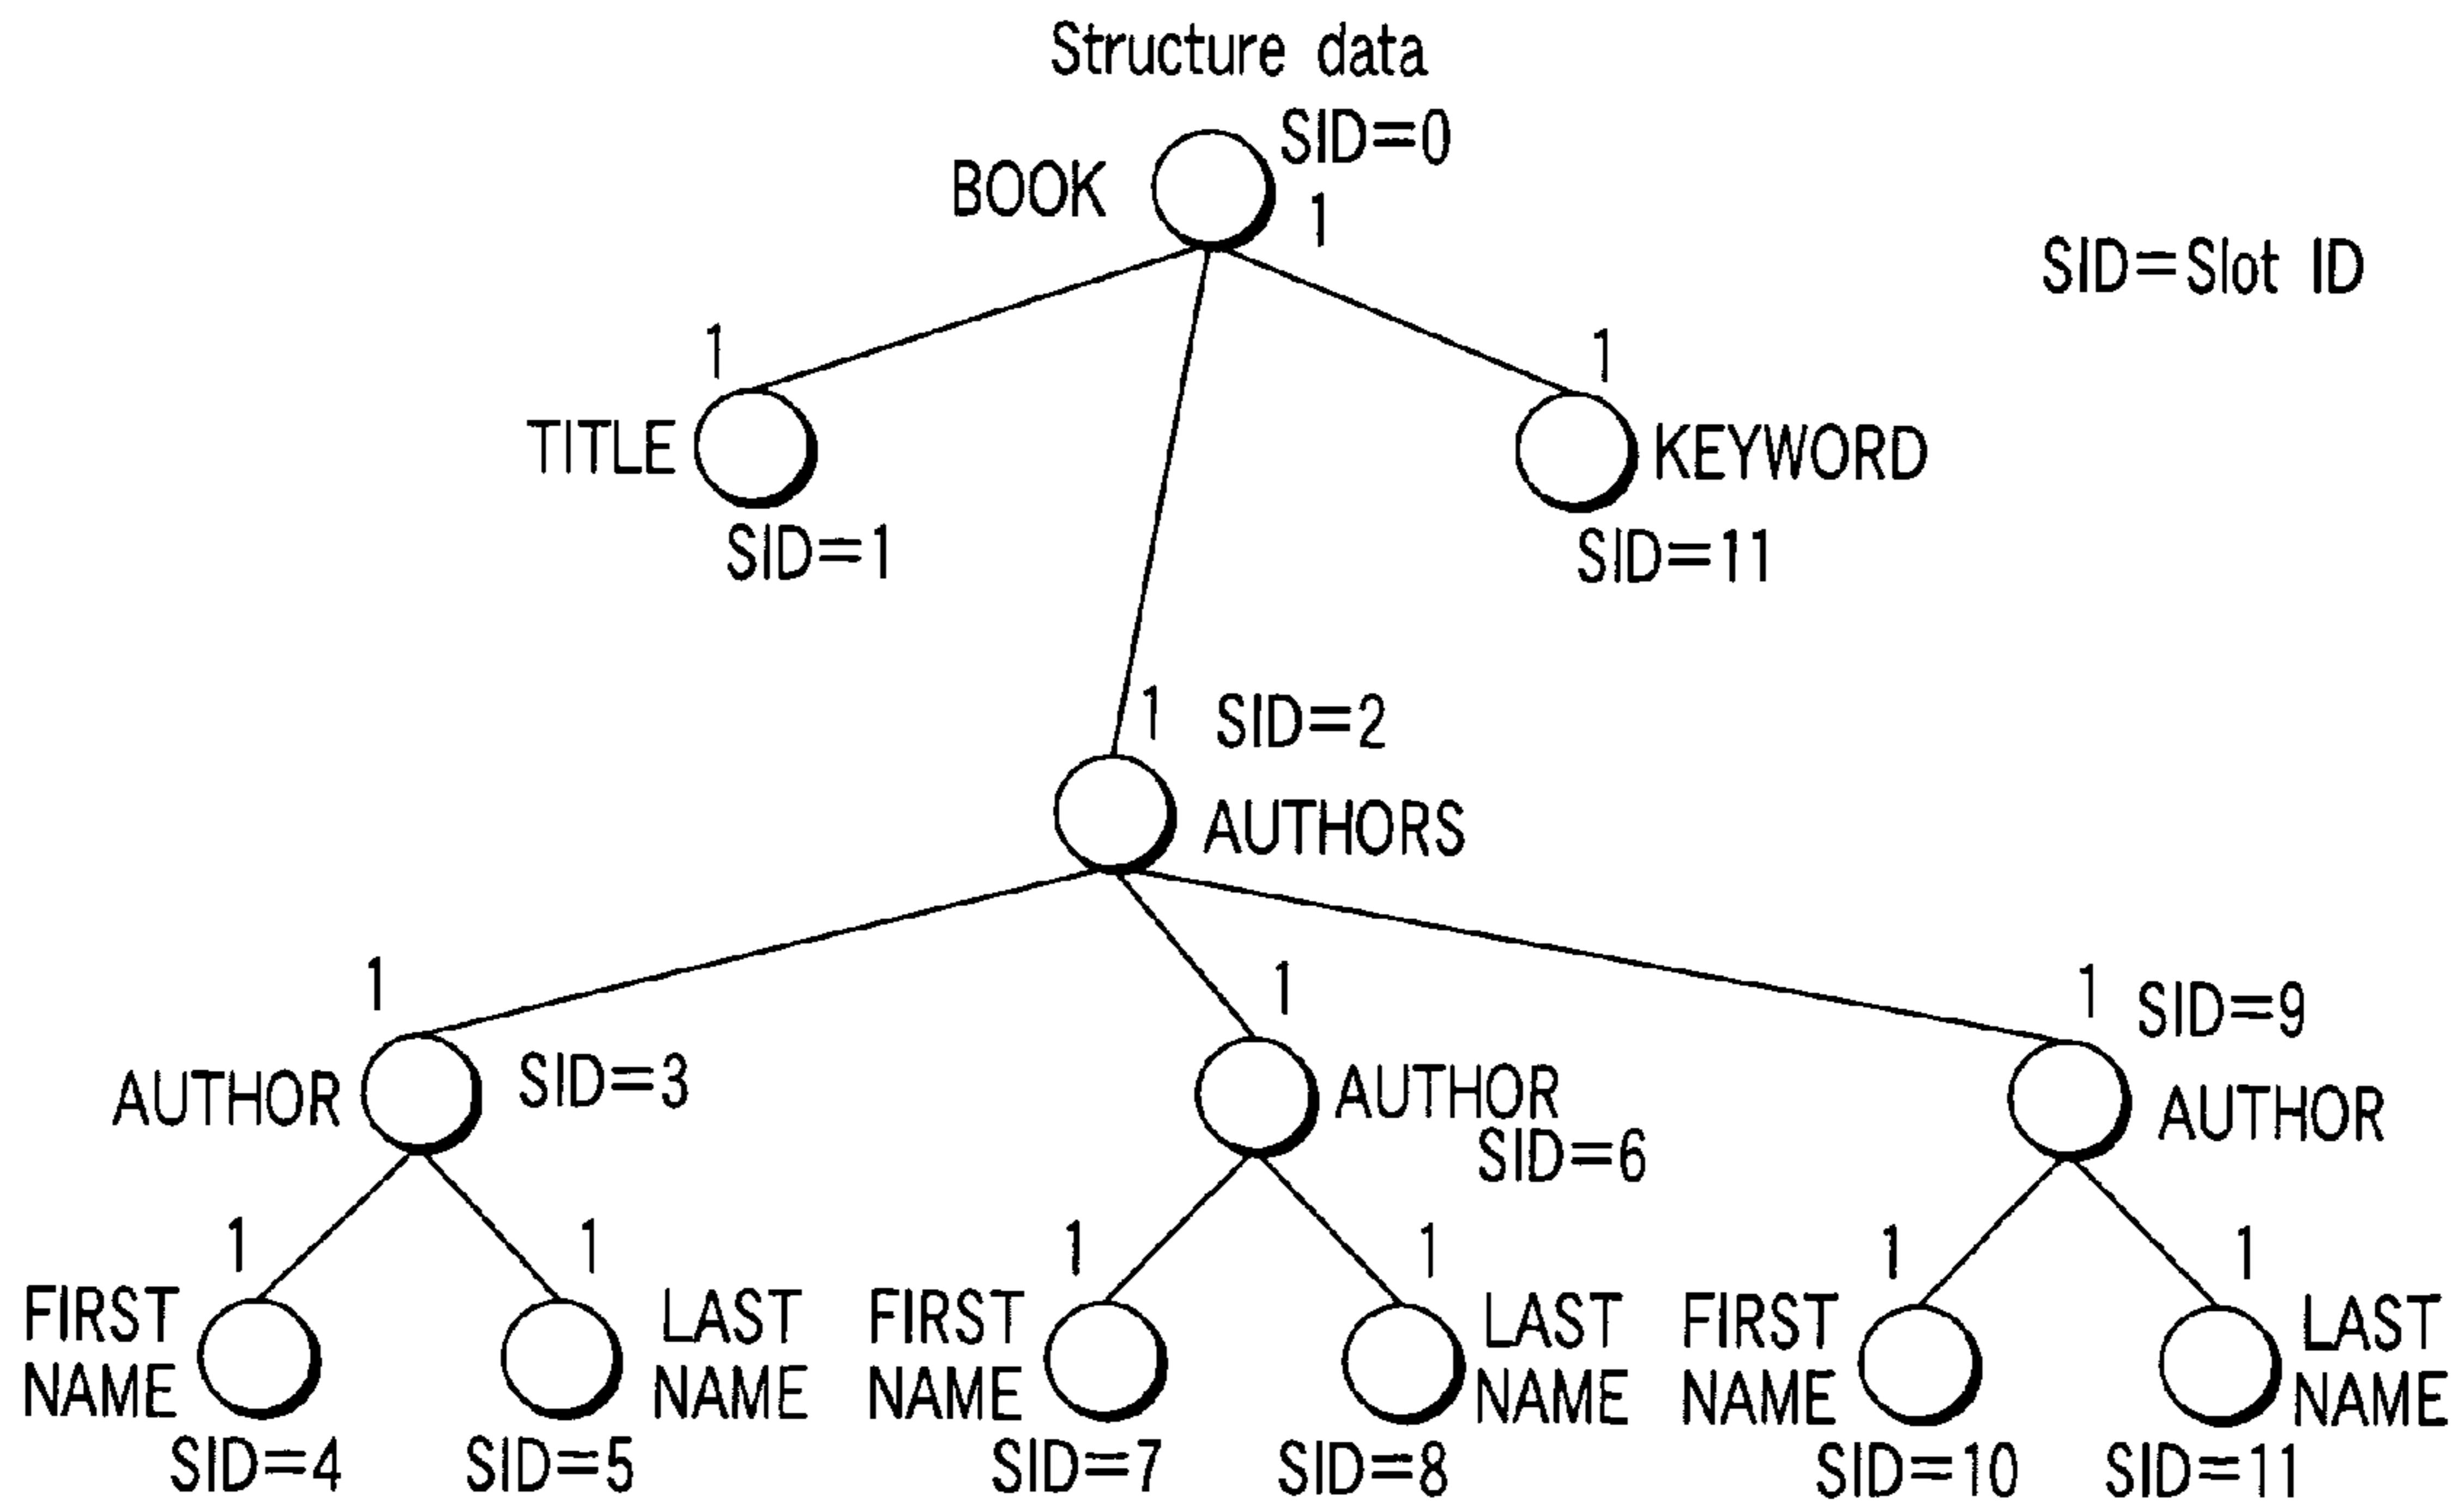 Structure data
SID=0
BOOK
1
SID=Slot ID
1
1
TITLE
KEYWORD
SID=1
SID=11
1
SID=2
AUTHORS
1
1
1
SID=9
AUTHOR
SID=3
AUTHOR
SID=6
AUTHOR
1
1
1
1
1
1
FIRST
NAME
LAST
NAME
FIRST
NAME
LAST
NAME
FIRST
NAME
LAST
NAME
SID=4
SID=5
SID=7
SID=8
SID=10
SID=11